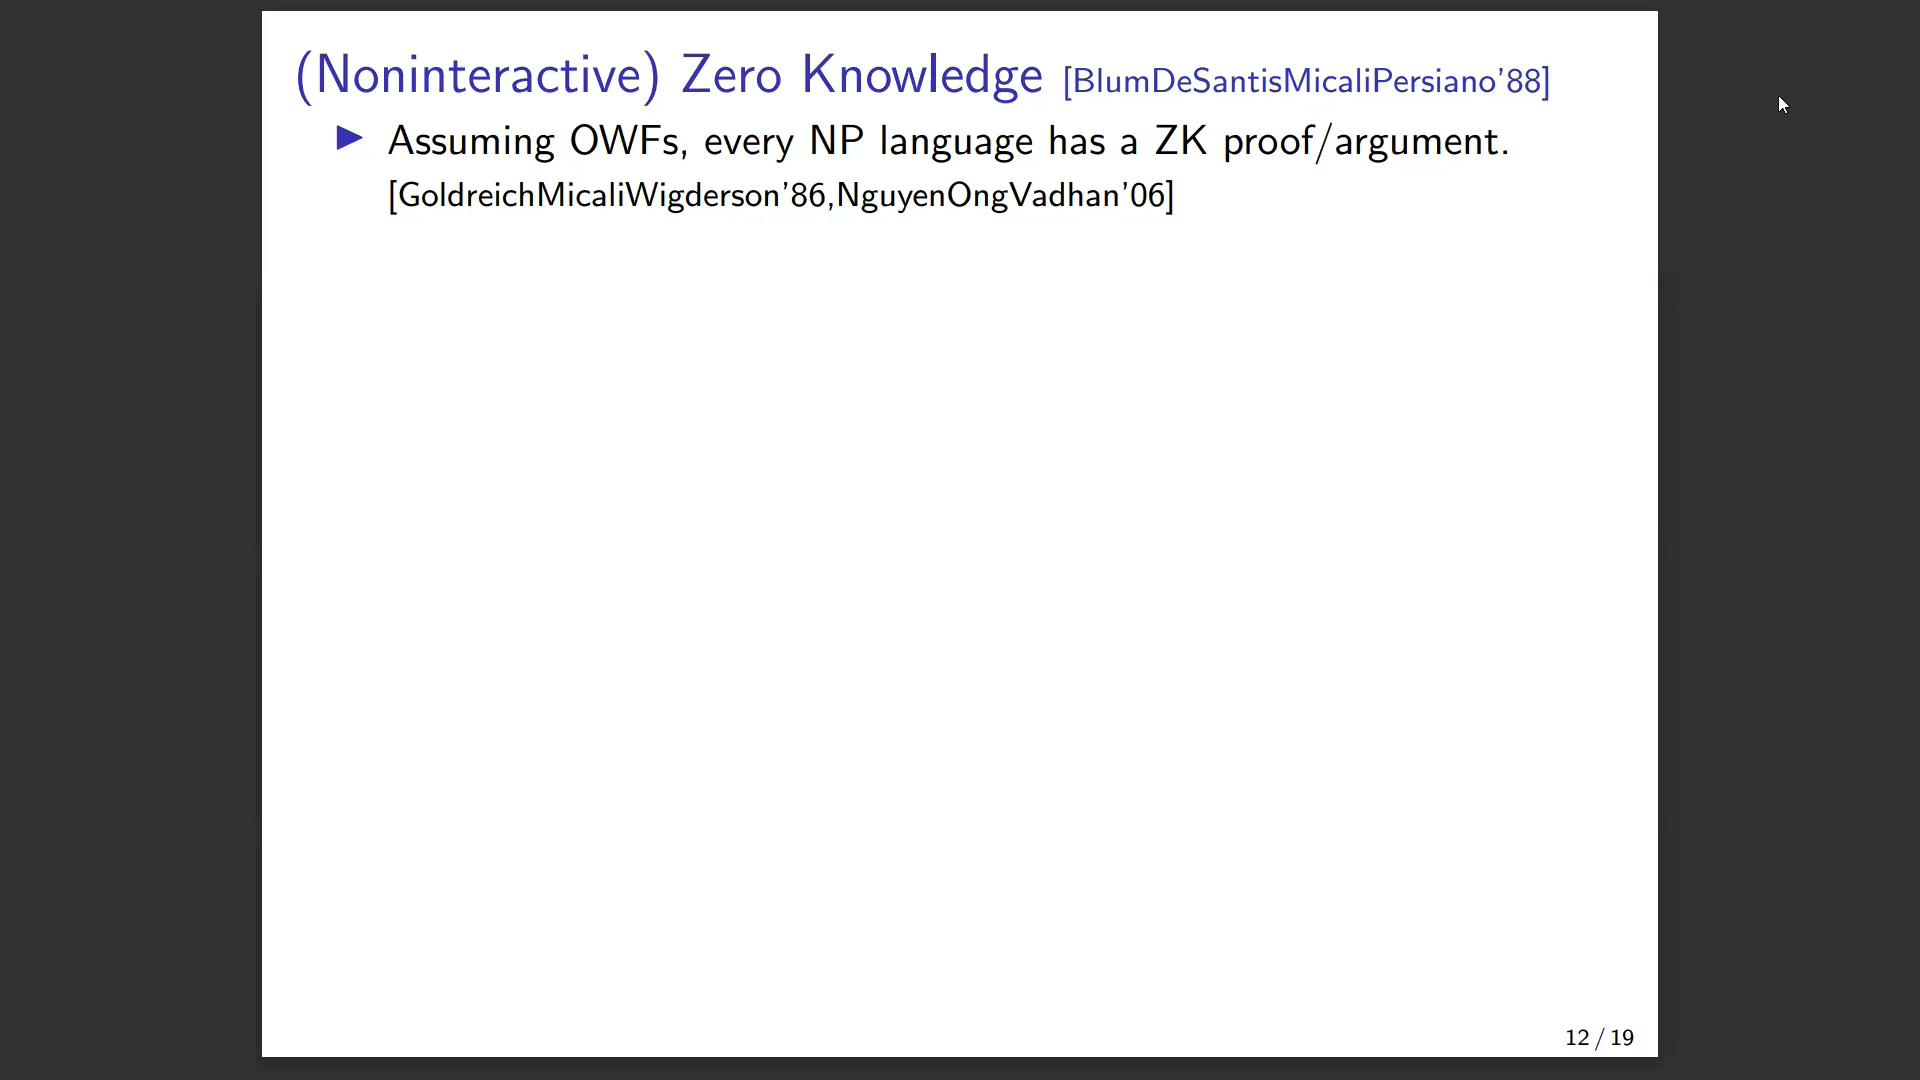 (Noninteractive) Zero Knowledge [BlumDeSantisMicaliPersiano'88]
▶ Assuming OWFs, every NP language has a ZK proof/argument.
[GoldreichMicaliWigderson'86,NguyenOngVadhan'06]
12 / 19